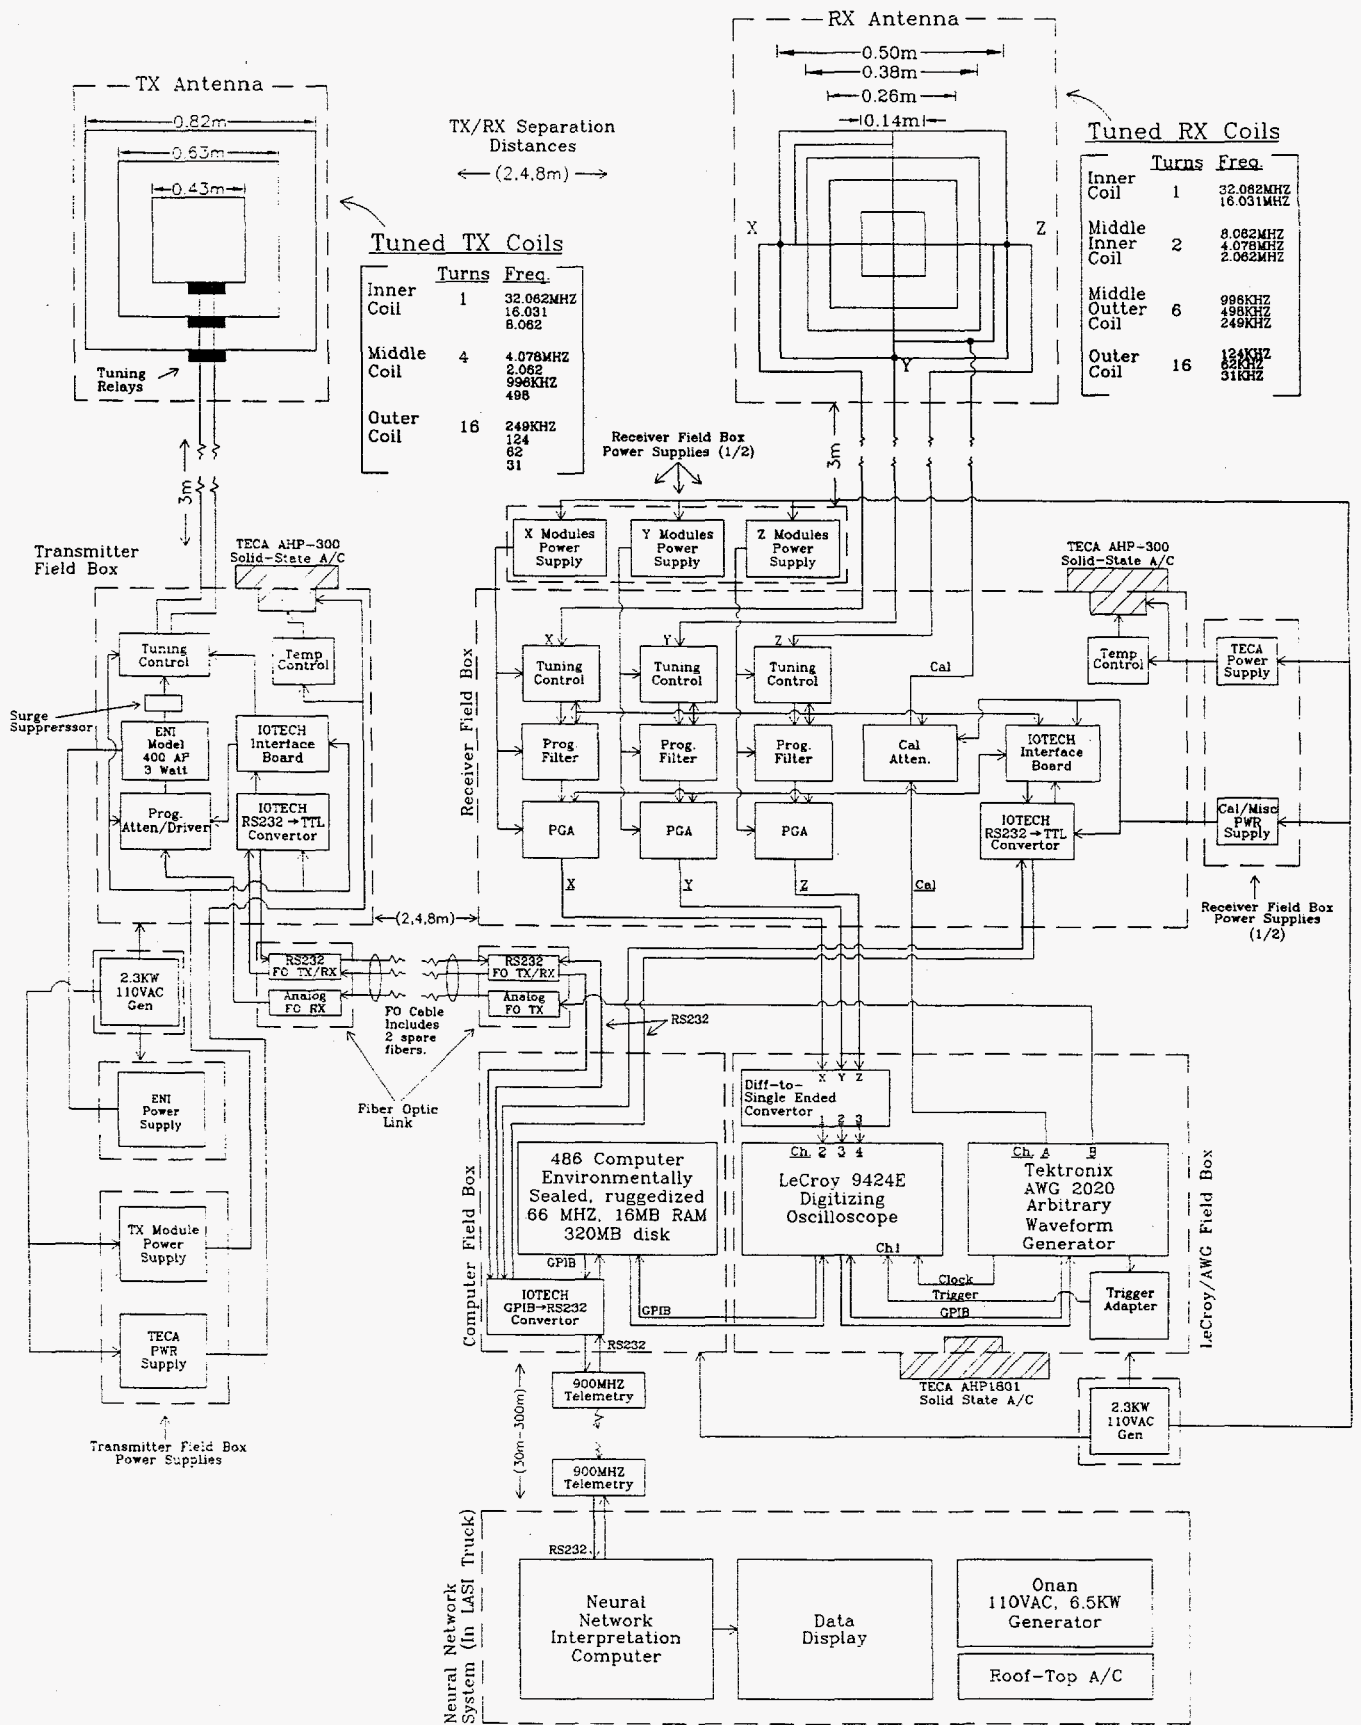 RX Antenna
0.50m
0.38m
0.26m
0.14m
X
Z
Y
TX Antenna
0.82m
0.63m
0.43m
Tuning
Relays
TX/RX Separation
Distances
(2,4,8m)
Tuned TX Coils
Turns Freq.
Inner
Coil
1
32.062MHZ
16.031
8.062
Middle
Coil
4
4.078MHZ
2.062
996KHZ
498
Outer
Coil
16
249KHZ
124
62
31
Tuned RX Coils
Turns Freq.
Inner
Coil
1
32.062MHZ
16.031MHZ
Middle
Inner
Coil
2
8.062MHZ
4.078MHZ
2.062MHZ
Middle
Outter
Coil
6
996KHZ
498KHZ
249KHZ
Outer
Coil
16
124KHZ
62KHZ
31KHZ
3m
3m
Receiver Field Box
Power Supplies (1/2)
X Modules
Power
Supply
Y Modules
Power
Supply
Z Modules
Power
Supply
Transmitter
Field Box
TECA AHP-300
Solid-State A/C
Tuning
Control
Temp
Control
Surge
Supprerssor
ENI
Model
400 AP
3 Watt
IOTECH
Interface
Board
Prog.
Atten/Driver
IOTECH
RS232→TTL
Convertor
TECA AHP-300
Solid-State A/C
Receiver Field Box
X
Y
Z
Tuning
Control
Tuning
Control
Tuning
Control
Cal
Temp
Control
TECA
Power
Supply
Prog.
Filter
Prog.
Filter
Prog.
Filter
Cal
Atten.
IOTECH
Interface
Board
PGA
PGA
PGA
IOTECH
RS232→TTL
Convertor
Cal/Misc
PWR
Supply
X
Y
Z
Cal
Receiver Field Box
Power Supplies
(1/2)
(2,4,8m)
2.3KW
110VAC
Gen
RS232
FO TX/RX
Analog
FO RX
RS232
FO TX/RX
Analog
FO TX
FO Cable
Includes
2 spare
fibers.
RS232
Fiber Optic
Link
ENI
Power
Supply
TX Module
Power
Supply
TECA
PWR
Supply
Transmitter Field Box
Power Supplies
Computer Field Box
486 Computer
Environmentally
Sealed, ruggedized
66 MHZ, 16MB RAM
320MB disk
GPIB
IOTECH
GPIB→RS232
Convertor
GPIB
RS232
X Y Z
Diff-to-
Single Ended
Convertor
1 2 3
Ch. 2 3 4
LeCroy 9424E
Digitizing
Oscilloscope
Ch1
Ch. A B
Tektronix
AWG 2020
Arbitrary
Waveform
Generator
Clock
Trigger
GPIB
Trigger
Adapter
LeCroy/AWG Field Box
TECA AHP1801
Solid State A/C
2.3KW
110VAC
Gen
900MHZ
Telemetry
(30m-300m)
900MHZ
Telemetry
RS232
Neural Network
System (In LASI Truck)
Neural
Network
Interpretation
Computer
Data
Display
Onan
110VAC, 6.5KW
Generator
Roof-Top A/C